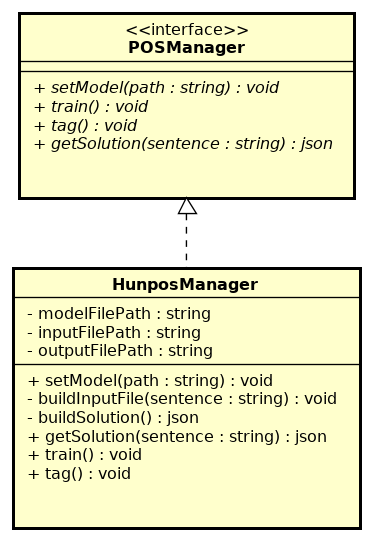 <<interface>>
POSManager
+ setModel(path : string) : void
+ train() : void
+ tag() : void
+ getSolution(sentence : string) : json
HunposManager
- modelFilePath : string
- inputFilePath : string
- outputFilePath : string
+ setModel(path : string) : void
- buildInputFile(sentence : string) : void
- buildSolution() : json
+ getSolution(sentence : string) : json
+ train() : void
+ tag() : void